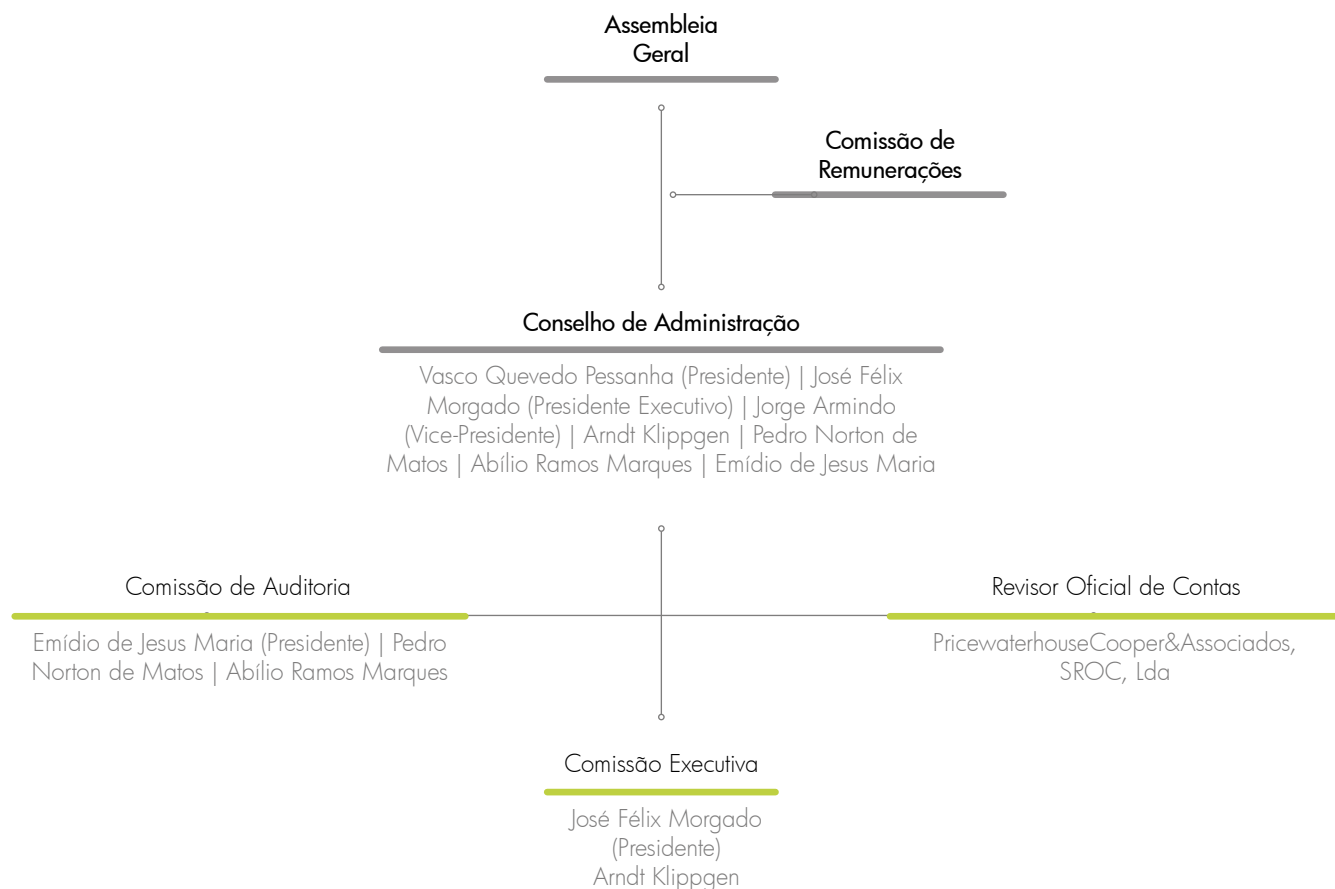 Assembleia
Geral
Comissão de
Remunerações
Conselho de Administração
Vasco Quevedo Pessanha (Presidente) | José Félix
Morgado (Presidente Executivo) | Jorge Armindo
(Vice-Presidente) | Arndt Klippgen | Pedro Norton de
Matos | Abílio Ramos Marques | Emídio de Jesus Maria
Comissão de Auditoria
Emídio de Jesus Maria (Presidente) | Pedro
Norton de Matos | Abílio Ramos Marques
Revisor Oficial de Contas
PricewaterhouseCooper&Associados,
SROC, Lda
Comissão Executiva
José Félix Morgado
(Presidente)
Arndt Klippgen